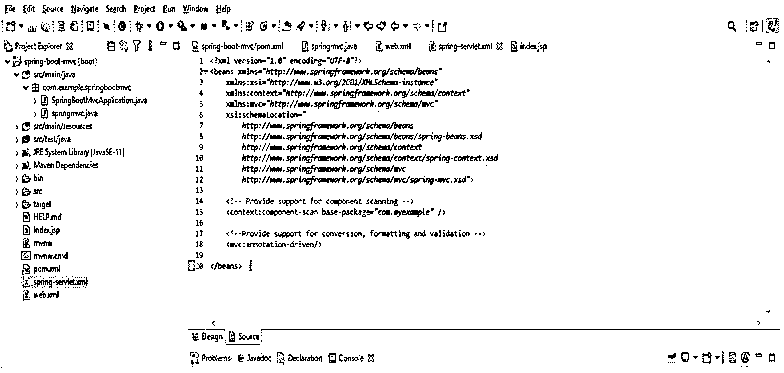 File Edit Source Navigate Search Project Run Window Help
Project Explorer
spring-boot-mvc/pom.xml springmvc.java web.xml spring-servlet.xml index.jsp
spring-boot-mvc [boot]
src/main/java
com.example.springbootmvc
SpringBootMvcApplication.java
springmvc.java
src/main/resources
src/test/java
JRE System Library [JavaSE-11]
Maven Dependencies
bin
src
target
HELP.md
index.jsp
mvnw
mvnw.cmd
pom.xml
spring-servlet.xml
web.xml
1 <?xml version="1.0" encoding="UTF-8"?>
2 <beans xmlns="http://www.springframework.org/schema/beans"
3 xmlns:xsi="http://www.w3.org/2001/XMLSchema-instance"
4 xmlns:context="http://www.springframework.org/schema/context"
5 xmlns:mvc="http://www.springframework.org/schema/mvc"
6 xsi:schemaLocation="
7 http://www.springframework.org/schema/beans
8 http://www.springframework.org/schema/beans/spring-beans.xsd
9 http://www.springframework.org/schema/context
10 http://www.springframework.org/schema/context/spring-context.xsd
11 http://www.springframework.org/schema/mvc
12 http://www.springframework.org/schema/mvc/spring-mvc.xsd">
13
14 <!-- Provide support for component scanning -->
15 <context:component-scan base-package="com.myexample" />
16
17 <!--Provide support for conversion, formatting and validation -->
18 <mvc:annotation-driven/>
19
20 </beans>
Design Source
Problems Javadoc Declaration Console